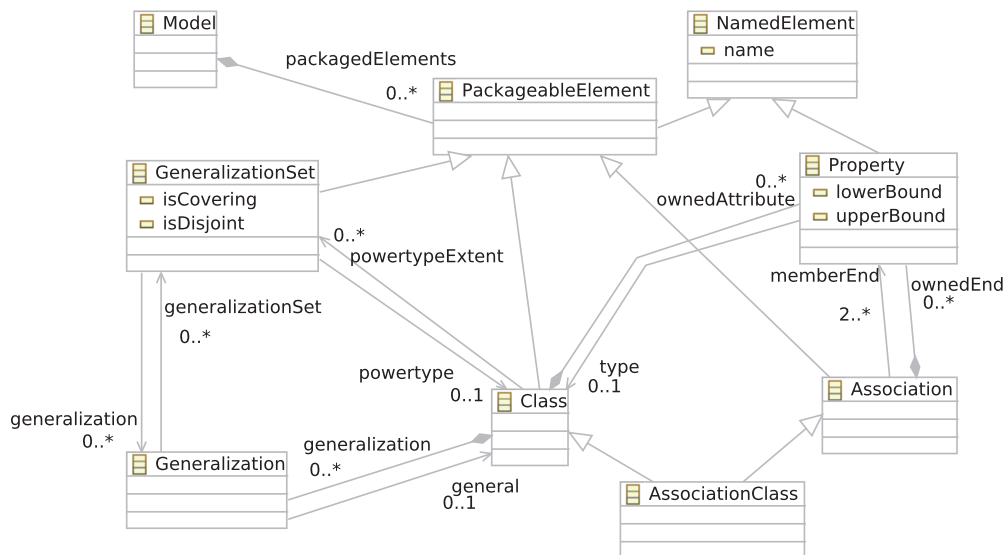 Model
NamedElement
name
packagedElements
0..*
PackageableElement
GeneralizationSet
isCovering
isDisjoint
Property
lowerBound
upperBound
0..*
ownedAttribute
0..*
powertypeExtent
memberEnd
2..*
ownedEnd
0..*
generalizationSet
0..*
powertype
0..1
type
0..1
Class
Association
generalization
0..*
generalization
0..*
Generalization
general
0..1
AssociationClass